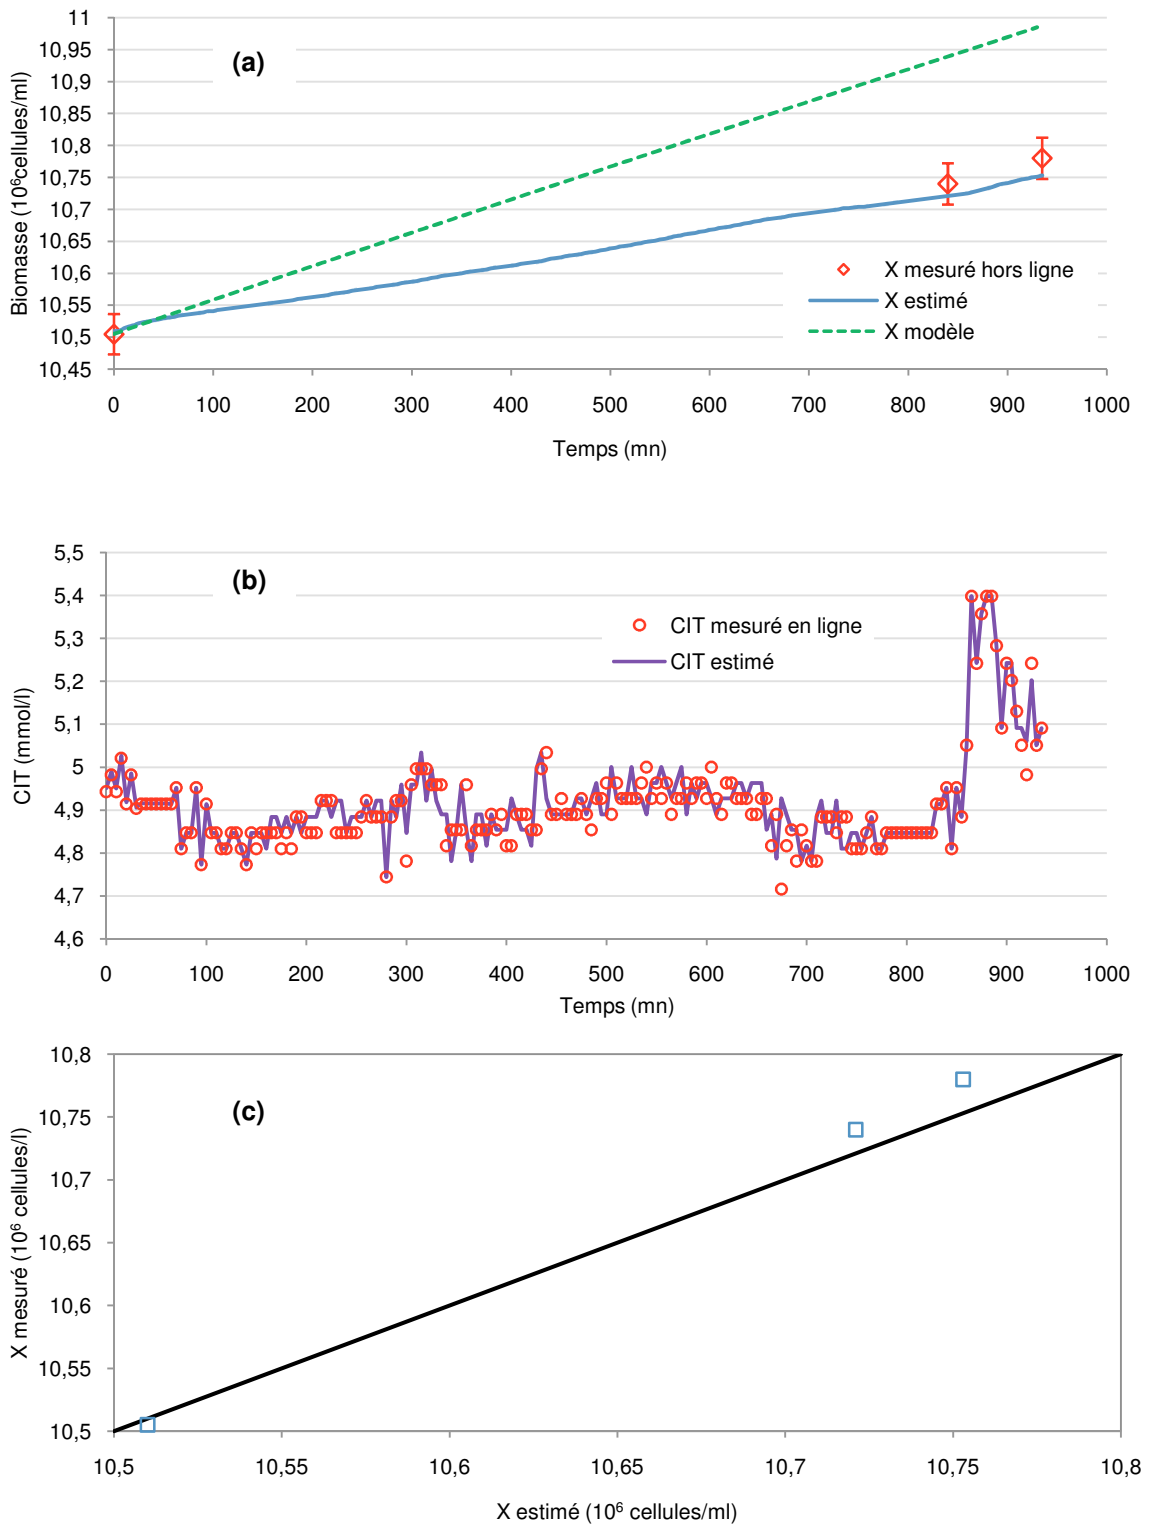 11
10,95
10,9
10,85
10,8
10,75
10,7
10,65
10,6
10,55
10,5
10,45
Biomasse (10⁶cellules/ml)
(a)
X mesuré hors ligne
X estimé
X modèle
0 100 200 300 400 500 600 700 800 900 1000
Temps (mn)
5,5
5,4
5,3
5,2
5,1
5
4,9
4,8
4,7
4,6
CIT (mmol/l)
(b)
CIT mesuré en ligne
CIT estimé
0 100 200 300 400 500 600 700 800 900 1000
Temps (mn)
10,8
10,75
10,7
10,65
10,6
10,55
10,5
X mesuré (10⁶ cellules/l)
(c)
10,5 10,55 10,6 10,65 10,7 10,75 10,8
X estimé (10⁶ cellules/ml)